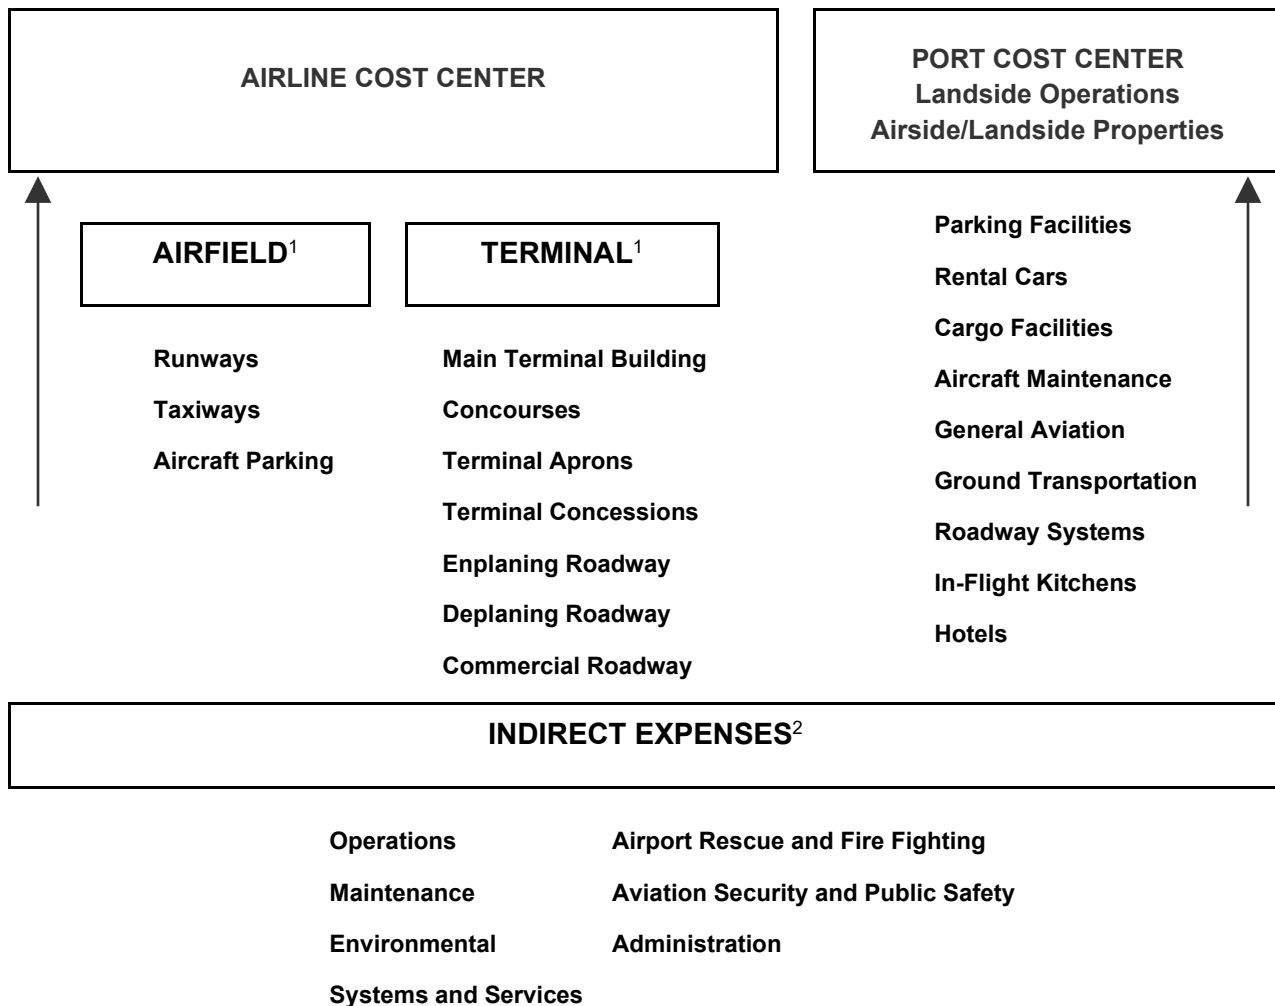 AIRLINE COST CENTER
PORT COST CENTER
Landside Operations
Airside/Landside Properties
AIRFIELD¹
Runways
Taxiways
Aircraft Parking
TERMINAL¹
Main Terminal Building
Concourses
Terminal Aprons
Terminal Concessions
Enplaning Roadway
Deplaning Roadway
Commercial Roadway
Parking Facilities
Rental Cars
Cargo Facilities
Aircraft Maintenance
General Aviation
Ground Transportation
Roadway Systems
In-Flight Kitchens
Hotels
INDIRECT EXPENSES²
Operations
Maintenance
Environmental
Systems and Services
Airport Rescue and Fire Fighting
Aviation Security and Public Safety
Administration